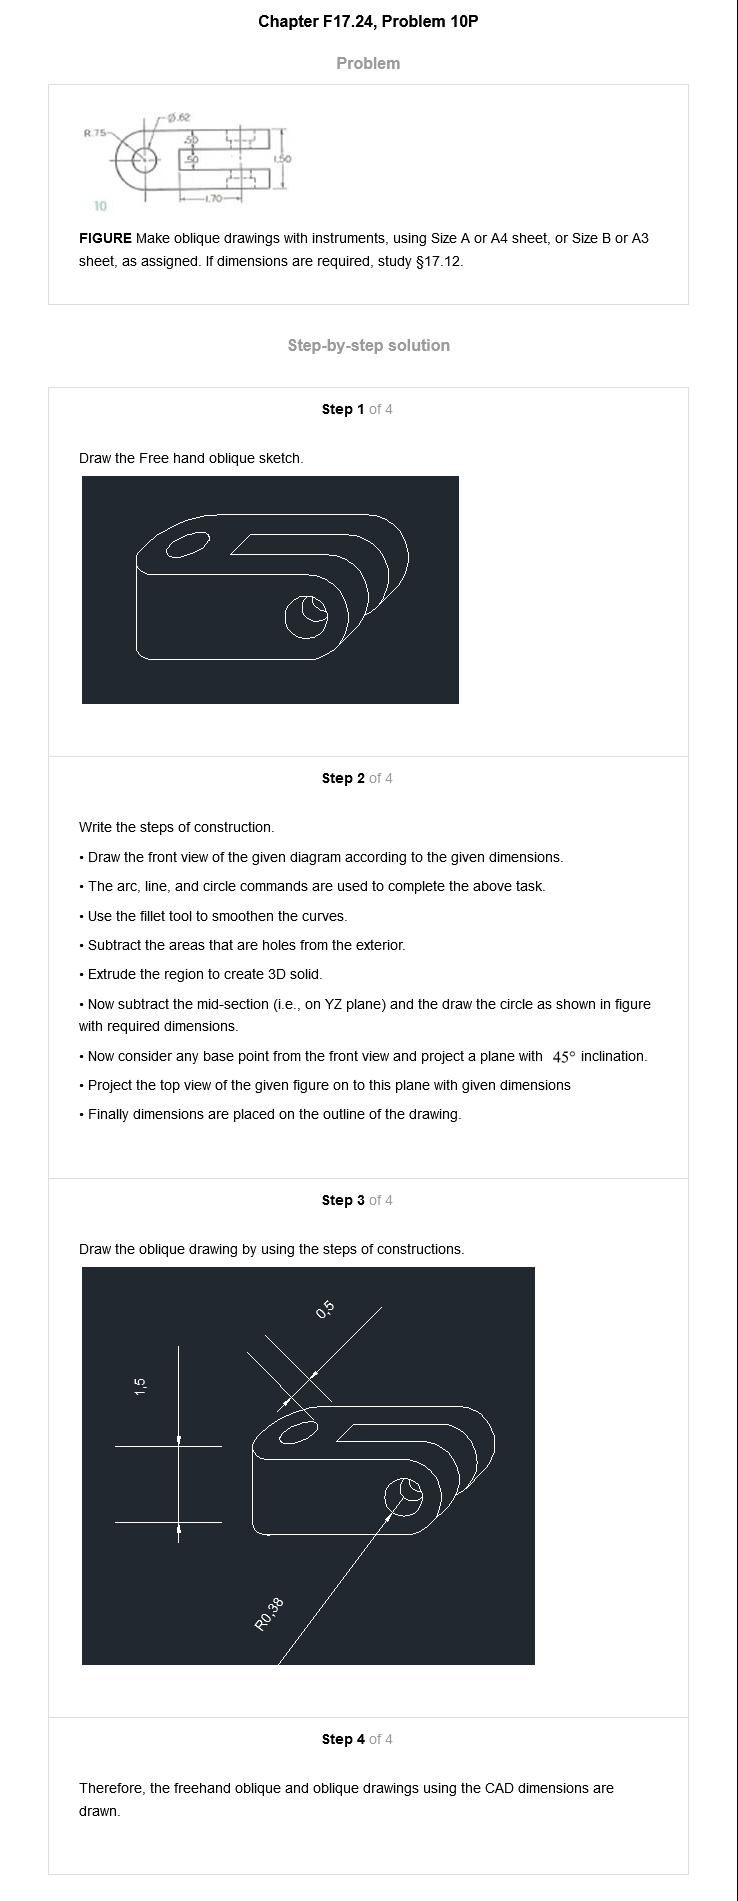 Chapter F17.24, Problem 10P
Problem
Ø.62
R.75
.50
.50
1.50
1.70
10
FIGURE Make oblique drawings with instruments, using Size A or A4 sheet, or Size B or A3
sheet, as assigned. If dimensions are required, study §17.12.
Step-by-step solution
Step 1 of 4
Draw the Free hand oblique sketch.
Step 2 of 4
Write the steps of construction.
• Draw the front view of the given diagram according to the given dimensions.
• The arc, line, and circle commands are used to complete the above task.
• Use the fillet tool to smoothen the curves.
• Subtract the areas that are holes from the exterior.
• Extrude the region to create 3D solid.
• Now subtract the mid-section (i.e., on YZ plane) and the draw the circle as shown in figure
with required dimensions.
• Now consider any base point from the front view and project a plane with 45° inclination.
• Project the top view of the given figure on to this plane with given dimensions
• Finally dimensions are placed on the outline of the drawing.
Step 3 of 4
Draw the oblique drawing by using the steps of constructions.
0,5
1,5
R0,38
Step 4 of 4
Therefore, the freehand oblique and oblique drawings using the CAD dimensions are
drawn.